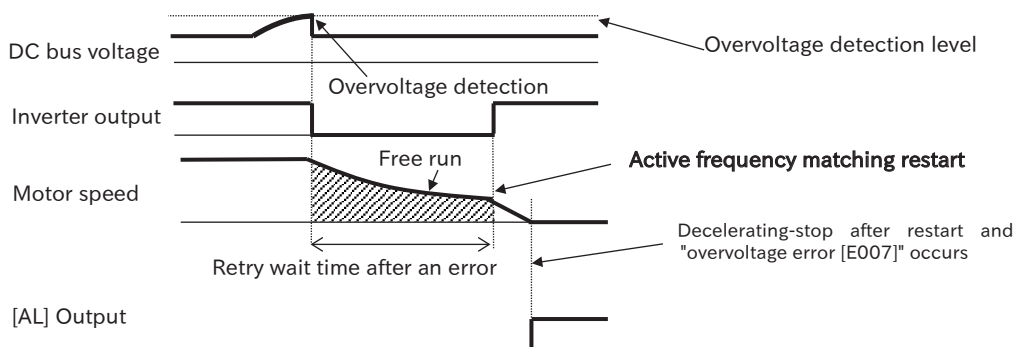 DC bus voltage
Overvoltage detection level
Overvoltage detection
Inverter output
Free run
Active frequency matching restart
Motor speed
Decelerating-stop after restart and
"overvoltage error [E007]" occurs
Retry wait time after an error
[AL] Output